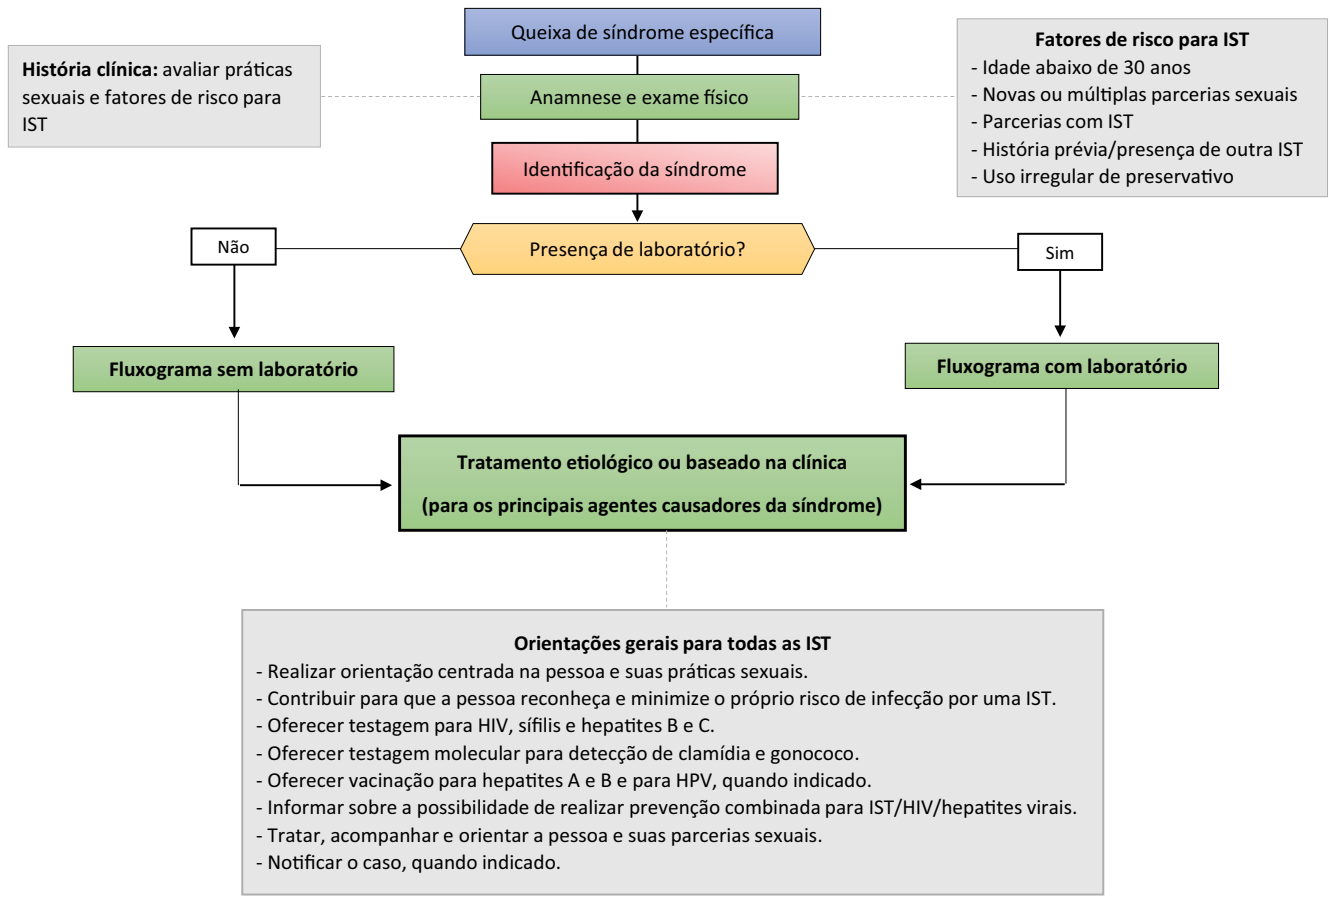 Queixa de síndrome específica
História clínica: avaliar práticas
sexuais e fatores de risco para
IST
Anamnese e exame físico
Fatores de risco para IST
- Idade abaixo de 30 anos
- Novas ou múltiplas parcerias sexuais
- Parcerias com IST
- História prévia/presença de outra IST
- Uso irregular de preservativo
Identificação da síndrome
Não
Presença de laboratório?
Sim
Fluxograma sem laboratório
Fluxograma com laboratório
Tratamento etiológico ou baseado na clínica
(para os principais agentes causadores da síndrome)
Orientações gerais para todas as IST
- Realizar orientação centrada na pessoa e suas práticas sexuais.
- Contribuir para que a pessoa reconheça e minimize o próprio risco de infecção por uma IST.
- Oferecer testagem para HIV, sífilis e hepatites B e C.
- Oferecer testagem molecular para detecção de clamídia e gonococo.
- Oferecer vacinação para hepatites A e B e para HPV, quando indicado.
- Informar sobre a possibilidade de realizar prevenção combinada para IST/HIV/hepatites virais.
- Tratar, acompanhar e orientar a pessoa e suas parcerias sexuais.
- Notificar o caso, quando indicado.